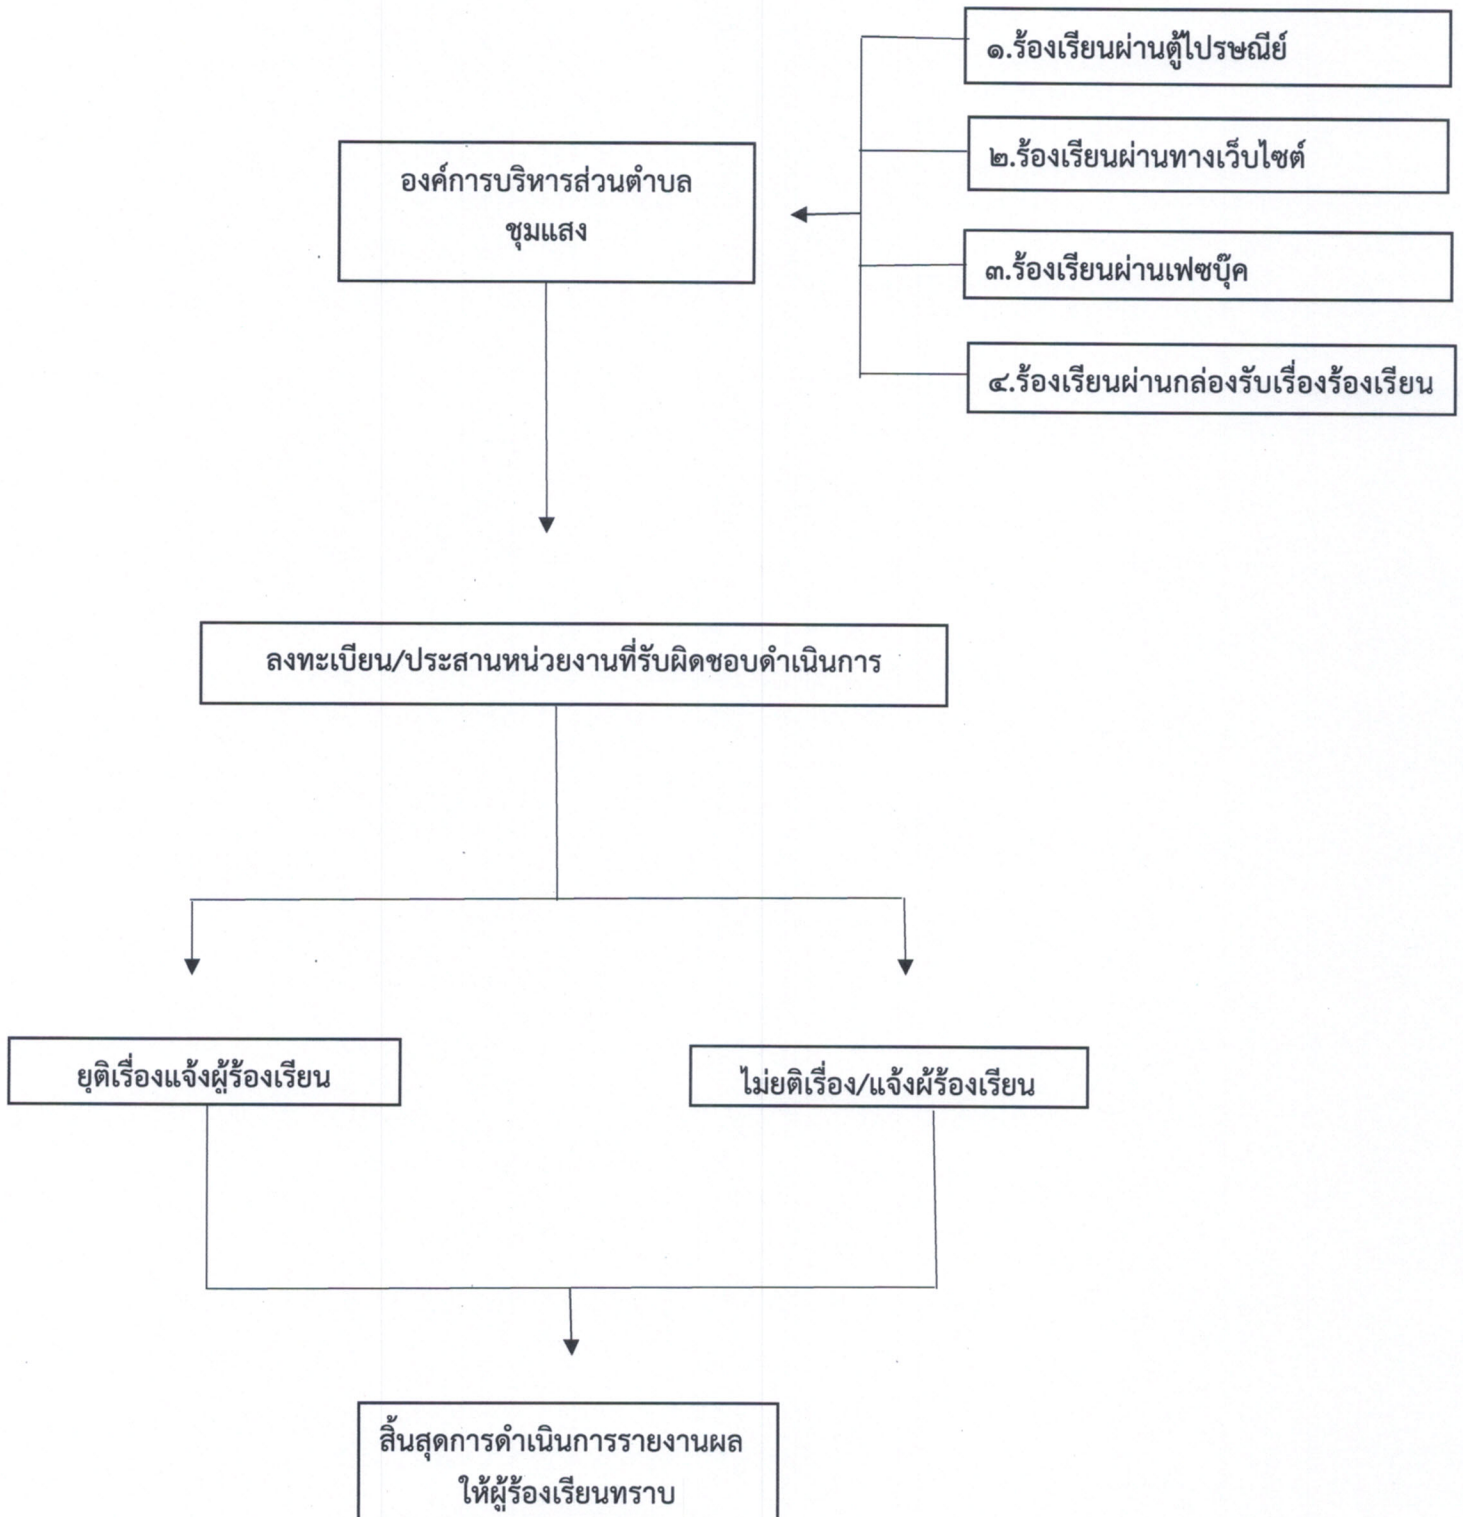 ๑.ร้องเรียนผ่านตู้ไปรษณีย์
๒.ร้องเรียนผ่านทางเว็บไซต์
องค์การบริหารส่วนตำบล
ชุมแสง
๓.ร้องเรียนผ่านเฟซบุ๊ค
๔.ร้องเรียนผ่านกล่องรับเรื่องร้องเรียน
ลงทะเบียน/ประสานหน่วยงานที่รับผิดชอบดำเนินการ
ยุติเรื่องแจ้งผู้ร้องเรียน
ไม่ยติเรื่อง/แจ้งผ้ร้องเรียน
สิ้นสุดการดำเนินการรายงานผล
ให้ผู้ร้องเรียนทราบ